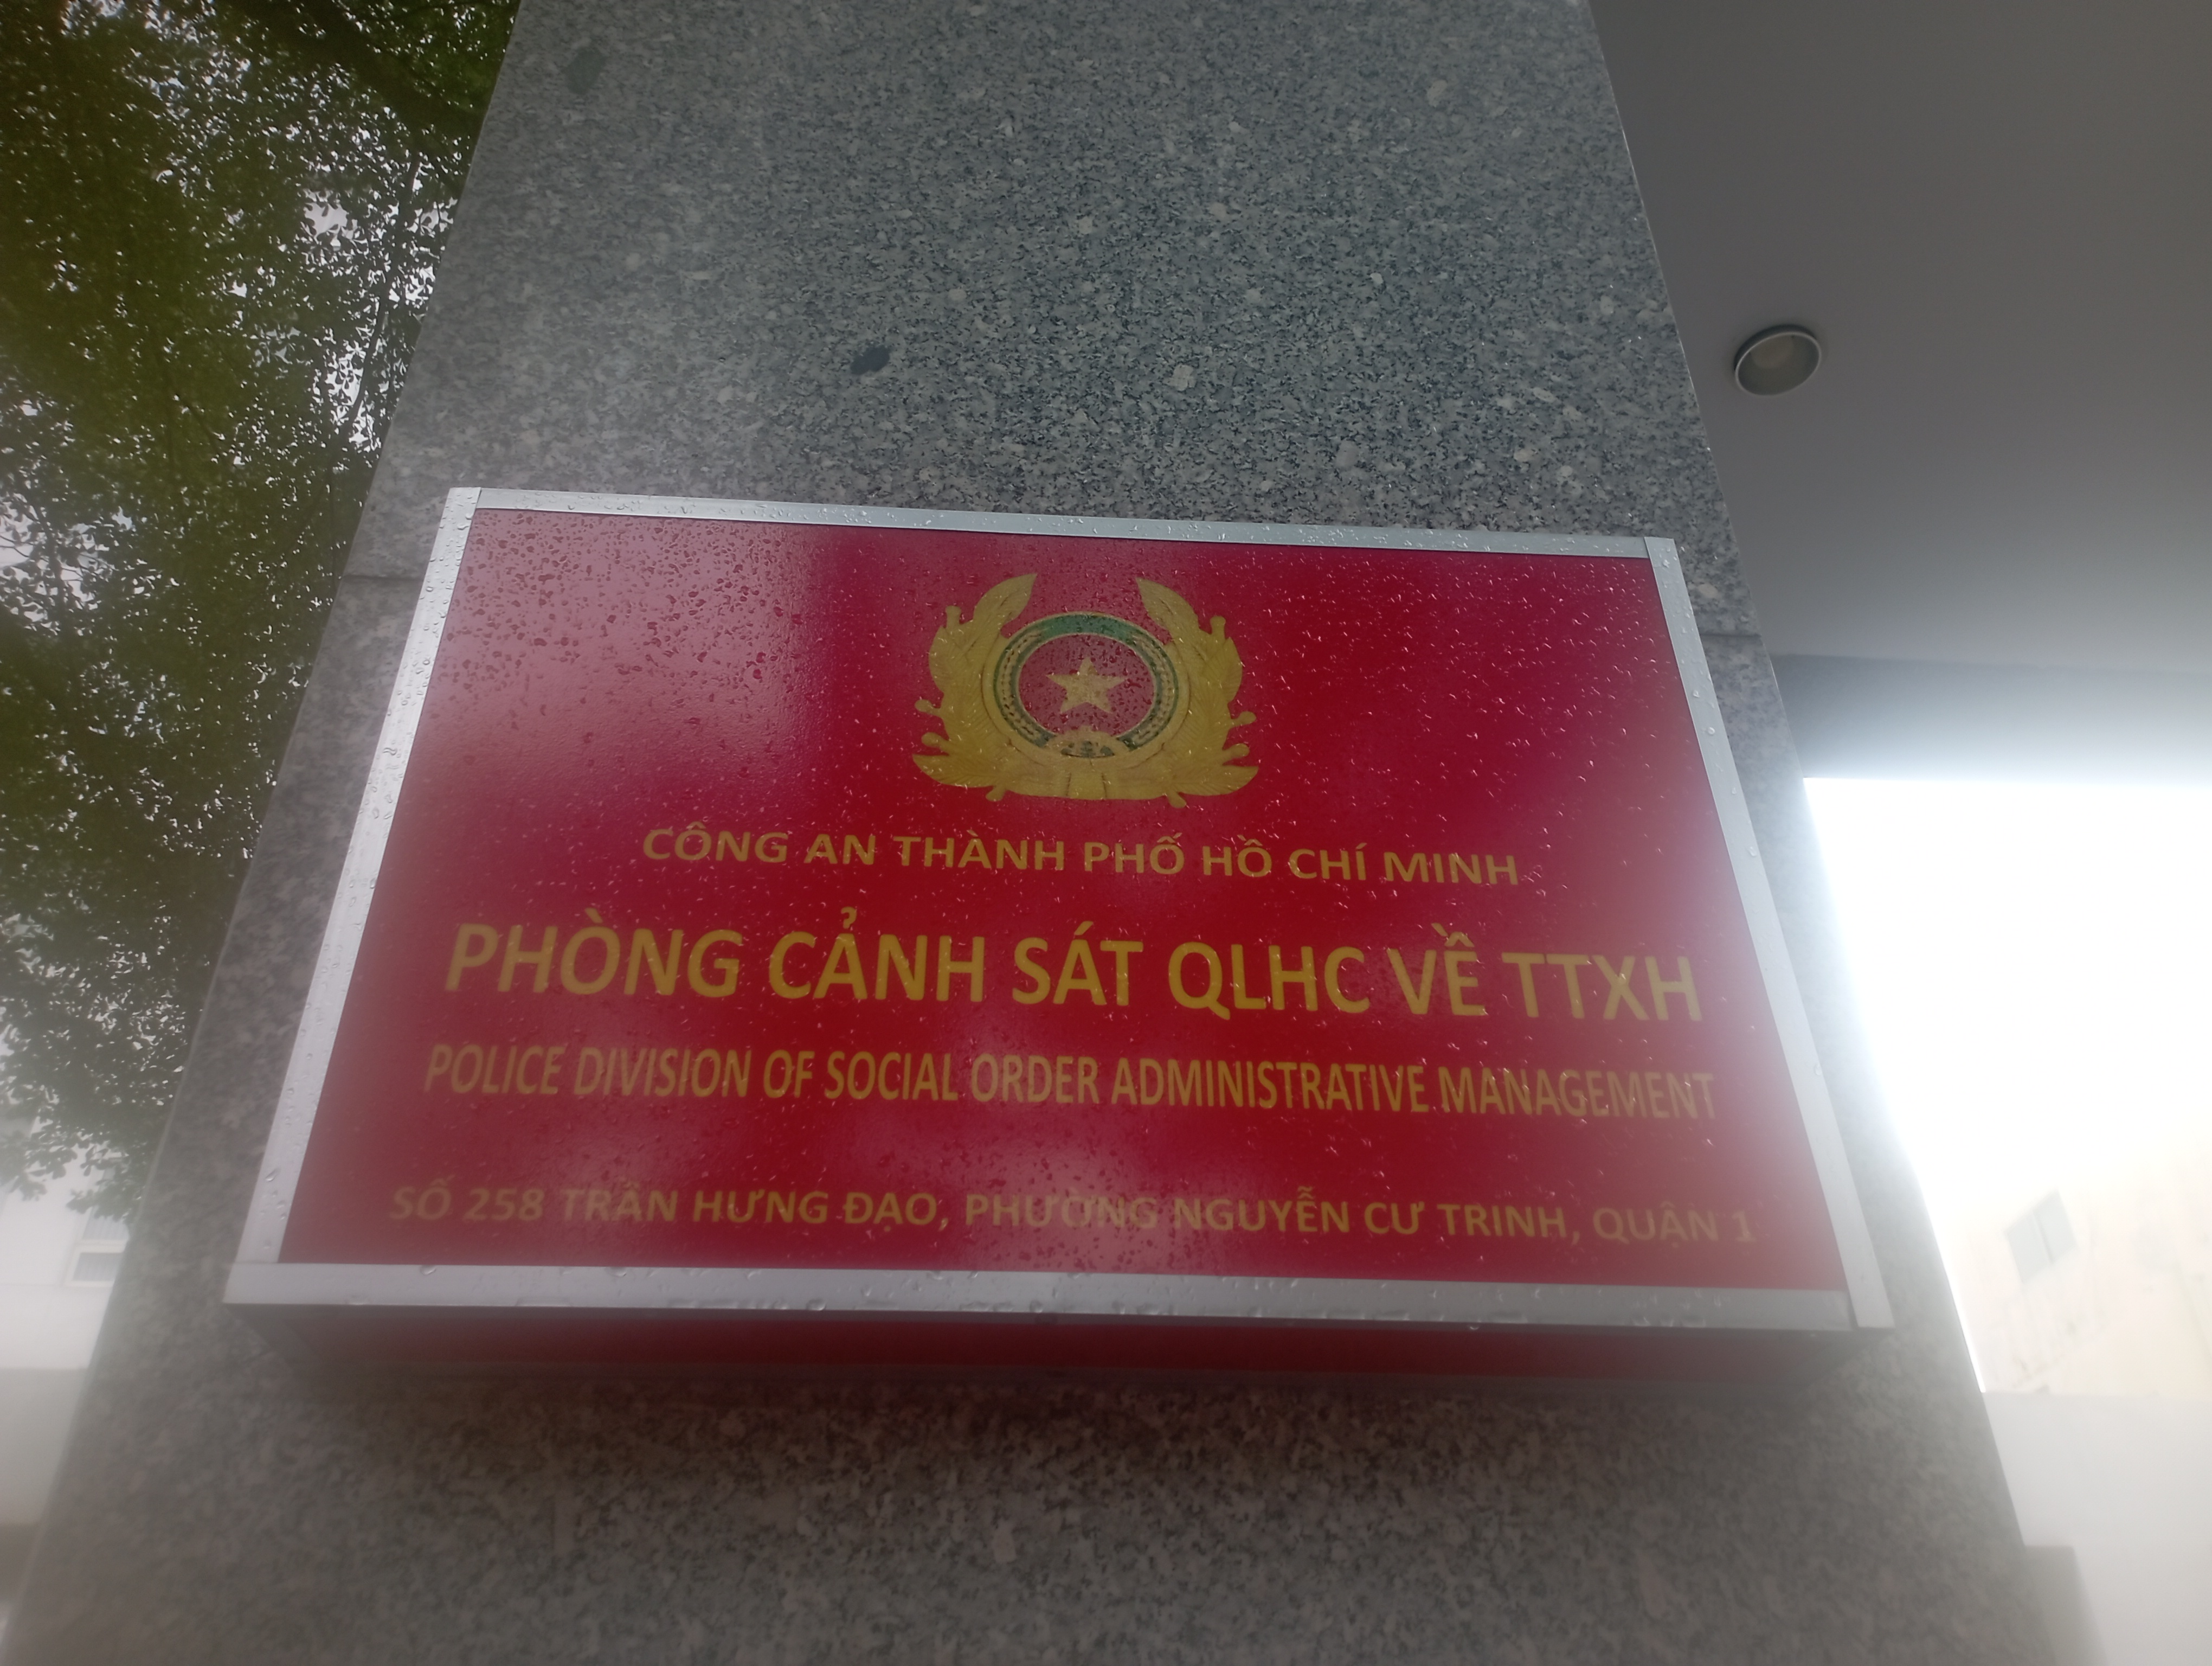 CÔNG AN THÀNH PHỐ HỒ CHÍ MINH
PHÒNG CẢNH SÁT QLHC VỀ TTXH
POLICE DIVISION OF SOCIAL ORDER ADMINISTRATIVE MANAGEMENT
SỐ 258 TRẦN HƯNG ĐẠO, PHƯỜNG NGUYỄN CƯ TRINH, QUẬN 1